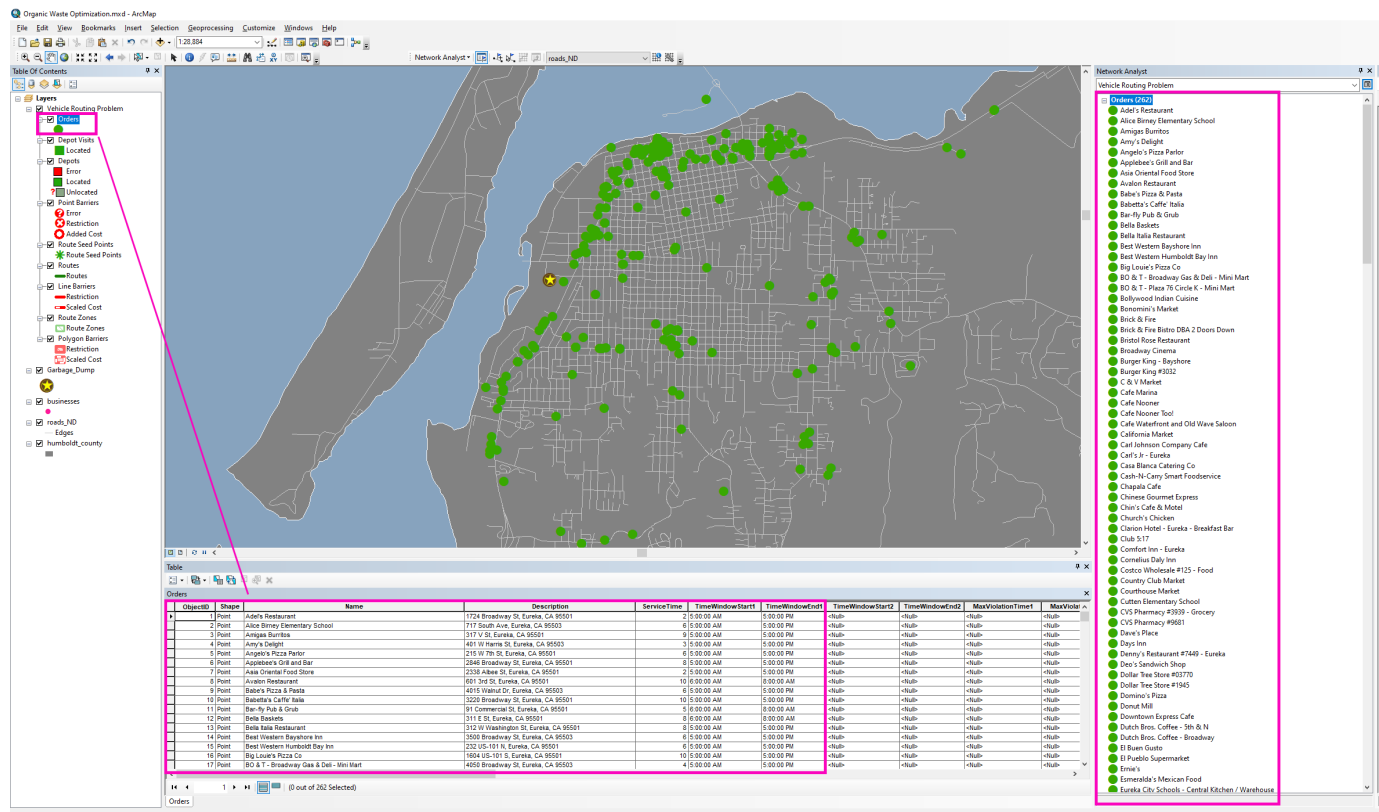 Organic Waste Optimization.mxd - ArcMap
File Edit View Bookmarks Insert Selection Geoprocessing Customize Windows Help
1:28,884
Network Analyst roads_ND
Table Of Contents
Layers
Vehicle Routing Problem
Orders
Depot Visits
Located
Depots
Error
Located
Unlocated
Point Barriers
Error
Restriction
Added Cost
Route Seed Points
Route Seed Points
Routes
Routes
Line Barriers
Restriction
Scaled Cost
Route Zones
Route Zones
Polygon Barriers
Restriction
Scaled Cost
Garbage_Dump
businesses
roads_ND
Edges
humboldt_county
Table
Orders
ObjectID Shape Name Description ServiceTime TimeWindowStart1 TimeWindowEnd1 TimeWindowStart2 TimeWindowEnd2 MaxViolationTime1 MaxViolat
1 Point Adel's Restaurant 1724 Broadway St, Eureka, CA 95501 2 5:00:00 AM 5:00:00 PM <Null> <Null> <Null> <Null>
2 Point Alice Birney Elementary School 717 South Ave, Eureka, CA 95503 6 5:00:00 AM 5:00:00 PM <Null> <Null> <Null> <Null>
3 Point Amigas Burritos 317 V St, Eureka, CA 95501 9 5:00:00 AM 5:00:00 PM <Null> <Null> <Null> <Null>
4 Point Amy's Delight 401 W Harris St, Eureka, CA 95503 3 5:00:00 AM 5:00:00 PM <Null> <Null> <Null> <Null>
5 Point Angelo's Pizza Parlor 215 W 7th St, Eureka, CA 95501 6 5:00:00 AM 5:00:00 PM <Null> <Null> <Null> <Null>
6 Point Applebee's Grill and Bar 2846 Broadway St, Eureka, CA 95501 8 5:00:00 AM 5:00:00 PM <Null> <Null> <Null> <Null>
7 Point Asia Oriental Food Store 2338 Albee St, Eureka, CA 95501 2 5:00:00 AM 5:00:00 PM <Null> <Null> <Null> <Null>
8 Point Avalon Restaurant 601 3rd St, Eureka, CA 95501 10 6:00:00 AM 8:00:00 AM <Null> <Null> <Null> <Null>
9 Point Babe's Pizza & Pasta 4015 Walnut Dr, Eureka, CA 95503 6 5:00:00 AM 5:00:00 PM <Null> <Null> <Null> <Null>
10 Point Babetta's Caffe' Italia 3220 Broadway St, Eureka, CA 95501 10 5:00:00 AM 5:00:00 PM <Null> <Null> <Null> <Null>
11 Point Bar-fly Pub & Grub 91 Commercial St, Eureka, CA 95501 5 6:00:00 AM 8:00:00 AM <Null> <Null> <Null> <Null>
12 Point Bella Baskets 311 E St, Eureka, CA 95501 8 6:00:00 AM 8:00:00 AM <Null> <Null> <Null> <Null>
13 Point Bella Italia Restaurant 312 W Washington St, Eureka, CA 95501 8 5:00:00 AM 5:00:00 PM <Null> <Null> <Null> <Null>
14 Point Best Western Bayshore Inn 3500 Broadway St, Eureka, CA 95503 6 5:00:00 AM 5:00:00 PM <Null> <Null> <Null> <Null>
15 Point Best Western Humboldt Bay Inn 232 US-101 N, Eureka, CA 95501 6 5:00:00 AM 5:00:00 PM <Null> <Null> <Null> <Null>
16 Point Big Louie's Pizza Co 1604 US-101 S, Eureka, CA 95501 10 5:00:00 AM 5:00:00 PM <Null> <Null> <Null> <Null>
17 Point BO & T - Broadway Gas & Deli - Mini Mart 4050 Broadway St, Eureka, CA 95503 4 5:00:00 AM 5:00:00 PM <Null> <Null> <Null> <Null>
1 (0 out of 262 Selected)
Orders
Network Analyst
Vehicle Routing Problem
Orders (262)
Adel's Restaurant
Alice Birney Elementary School
Amigas Burritos
Amy's Delight
Angelo's Pizza Parlor
Applebee's Grill and Bar
Asia Oriental Food Store
Avalon Restaurant
Babe's Pizza & Pasta
Babetta's Caffe' Italia
Bar-fly Pub & Grub
Bella Baskets
Bella Italia Restaurant
Best Western Bayshore Inn
Best Western Humboldt Bay Inn
Big Louie's Pizza Co
BO & T - Broadway Gas & Deli - Mini Mart
BO & T - Plaza 76 Circle K - Mini Mart
Bollywood Indian Cuisine
Bonomini's Market
Brick & Fire
Brick & Fire Bistro DBA 2 Doors Down
Bristol Rose Restaurant
Broadway Cinema
Burger King - Bayshore
Burger King #3032
C & V Market
Cafe Marina
Cafe Nooner
Cafe Nooner Too!
Cafe Waterfront and Old Wave Saloon
California Market
Carl Johnson Company Cafe
Carl's Jr - Eureka
Casa Blanca Catering Co
Cash-N-Carry Smart Foodservice
Chapala Cafe
Chinese Gourmet Express
Chin's Cafe & Motel
Church's Chicken
Clarion Hotel - Eureka - Breakfast Bar
Club 5:17
Comfort Inn - Eureka
Cornelius Daly Inn
Costco Wholesale #125 - Food
Country Club Market
Courthouse Market
Cutten Elementary School
CVS Pharmacy #3939 - Grocery
CVS Pharmacy #9681
Dave's Place
Days Inn
Denny's Restaurant #7449 - Eureka
Deo's Sandwich Shop
Dollar Tree Store #03770
Dollar Tree Store #1945
Domino's Pizza
Donut Mill
Downtown Express Cafe
Dutch Bros. Coffee - 5th & N
Dutch Bros. Coffee - Broadway
El Buen Gusto
El Pueblo Supermarket
Ernie's
Esmeralda's Mexican Food
Eureka City Schools - Central Kitchen / Warehouse